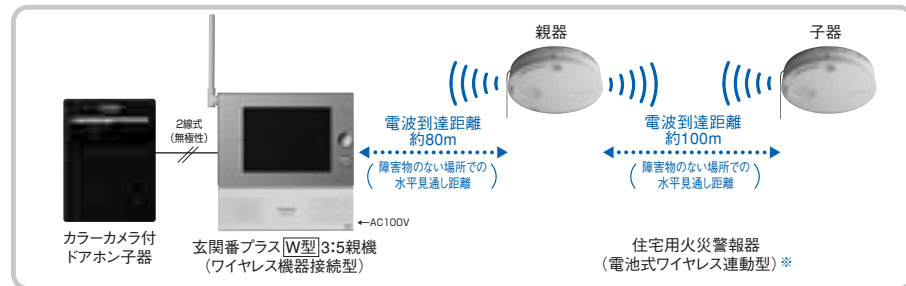 親器
子器
2線式
(無極性)
電波到達距離
約80m
(障害物のない場所での
水平見通し距離)
電波到達距離
約100m
(障害物のない場所での
水平見通し距離)
←AC100V
カラーカメラ付
ドアホン子器
玄関番プラスW型3:5親機
(ワイヤレス機器接続型)
住宅用火災警報器
(電池式ワイヤレス連動型)※